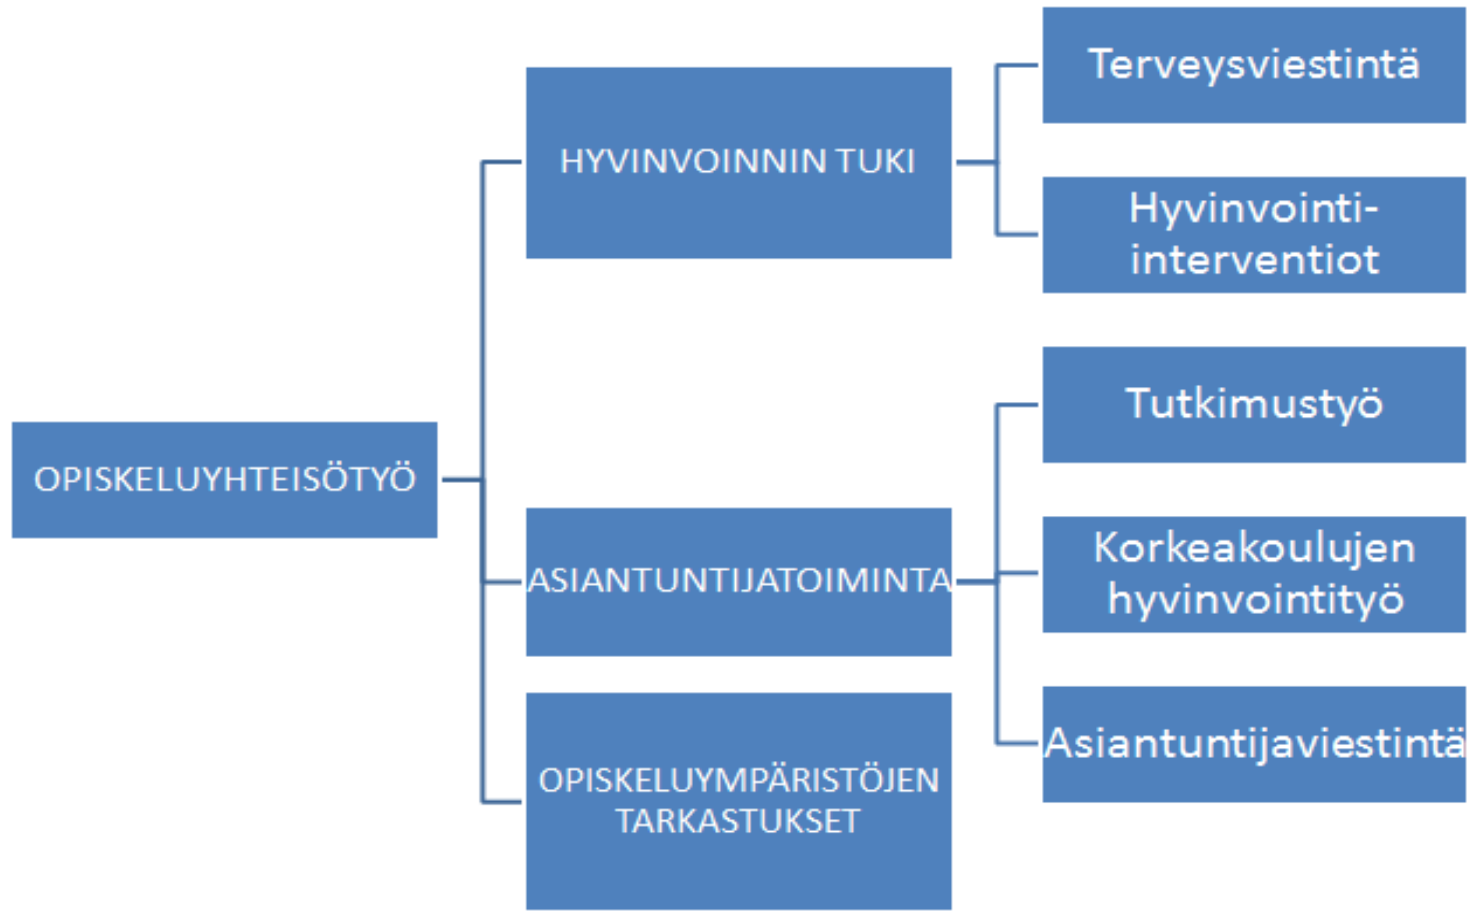 OPISKELUYHTEISÖTYÖ
HYVINVOINNIN TUKI
Terveysviestintä
Hyvinvointi-
interventiot
ASIANTUNTIJATOIMINTA
Tutkimustyö
Korkeakoulujen
hyvinvointityö
Asiantuntijaviestintä
OPISKELUYMPÄRISTÖJEN
TARKASTUKSET